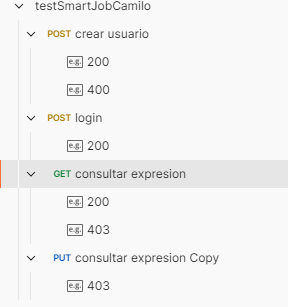 testSmartJobCamilo
POST crear usuario
e.g. 200
e.g. 400
POST login
e.g. 200
GET consultar expresion
e.g. 200
e.g. 403
PUT consultar expresion Copy
e.g. 403